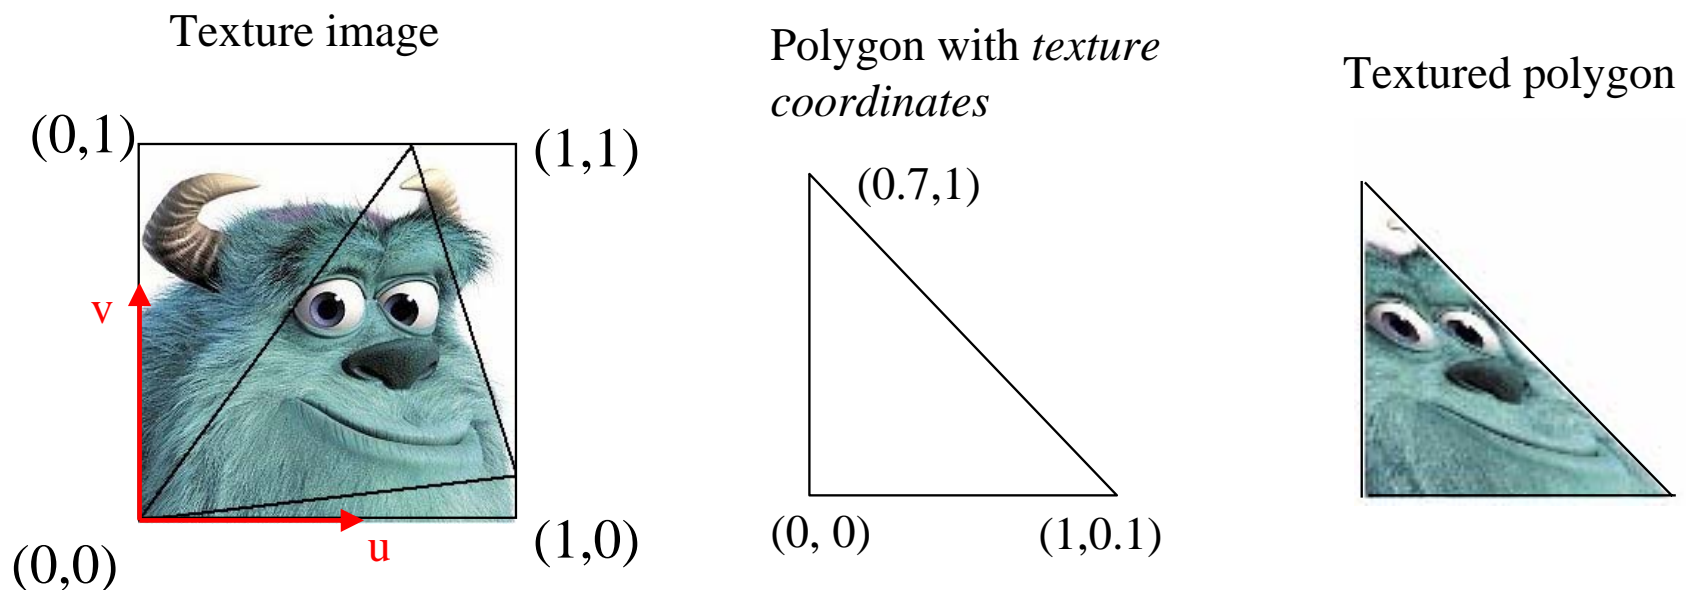 Texture image
(0,1)
(1,1)
v
u
(0,0)
(1,0)
Polygon with texture
coordinates
(0.7,1)
(0, 0)
(1,0.1)
Textured polygon